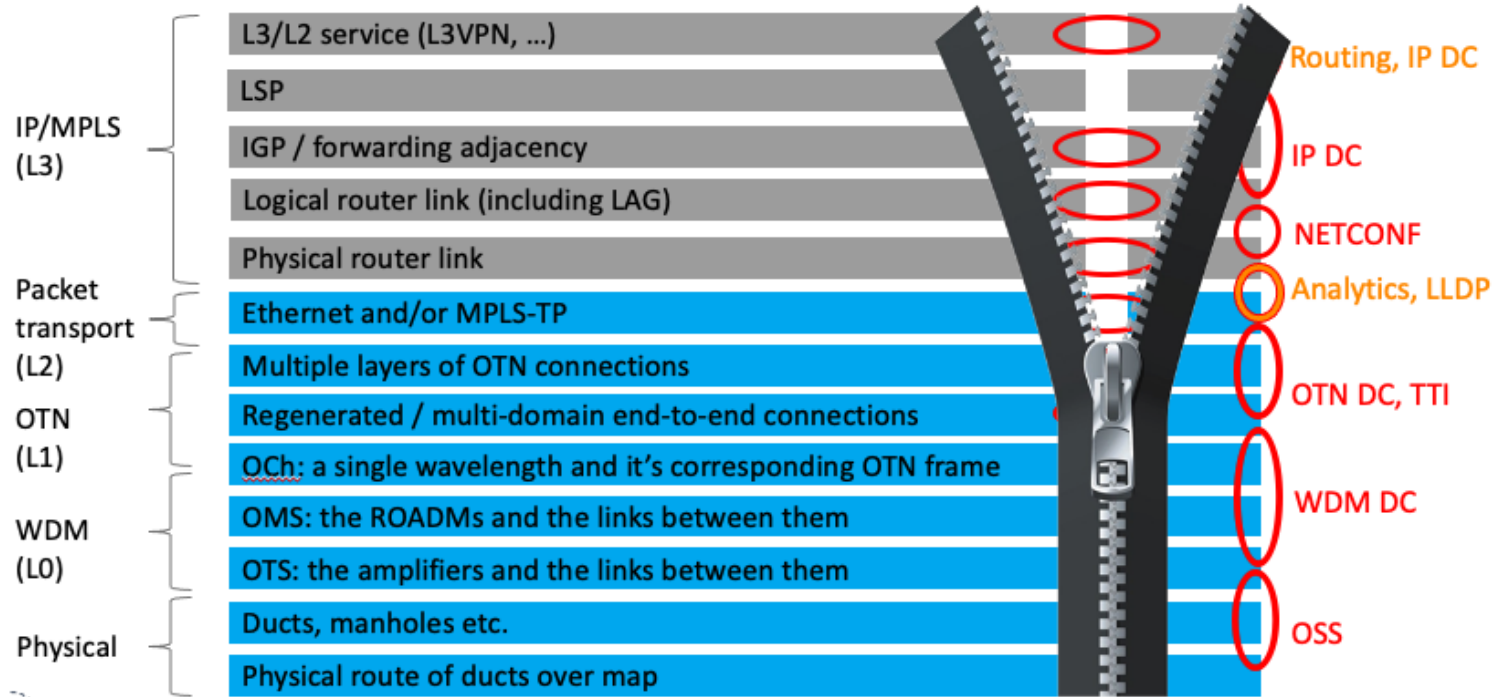 L3/L2 service (L3VPN, ...)
Routing, IP DC
LSP
IP/MPLS
(L3)
IGP / forwarding adjacency
IP DC
Logical router link (including LAG)
NETCONF
Physical router link
Packet
transport
(L2)
Analytics, LLDP
Ethernet and/or MPLS-TP
Multiple layers of OTN connections
OTN DC, TTI
OTN
(L1)
Regenerated / multi-domain end-to-end connections
OCh: a single wavelength and it's corresponding OTN frame
WDM DC
WDM
(L0)
OMS: the ROADMs and the links between them
OTS: the amplifiers and the links between them
Ducts, manholes etc.
OSS
Physical
Physical route of ducts over map